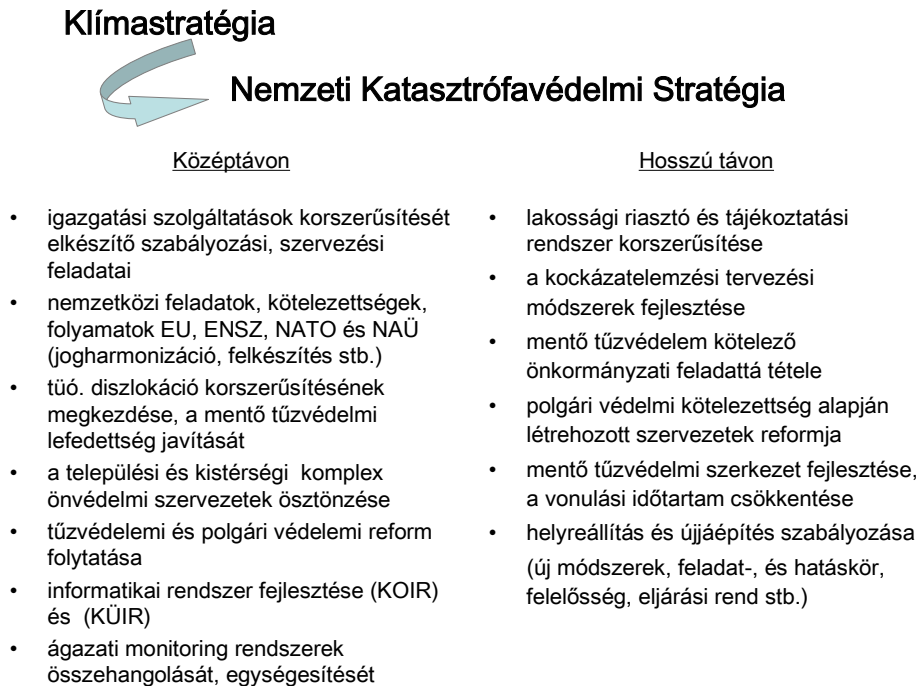 Klímastratégia
Nemzeti Katasztrófavédelmi Stratégia
Középtávon
• igazgatási szolgáltatások korszerűsítését
elkészítő szabályozási, szervezési
feladatai
• nemzetközi feladatok, kötelezettségek,
folyamatok EU, ENSZ, NATO és NAÜ
(jogharmonizáció, felkészítés stb.)
• tüó. diszlokáció korszerűsítésének
megkezdése, a mentő tűzvédelmi
lefedettség javítását
• a települési és kistérségi komplex
önvédelmi szervezetek ösztönzése
• tűzvédelemi és polgári védelemi reform
folytatása
• informatikai rendszer fejlesztése (KOIR)
és (KÜIR)
• ágazati monitoring rendszerek
összehangolását, egységesítését
Hosszú távon
• lakossági riasztó és tájékoztatási
rendszer korszerűsítése
• a kockázatelemzési tervezési
módszerek fejlesztése
• mentő tűzvédelem kötelező
önkormányzati feladattá tétele
• polgári védelmi kötelezettség alapján
létrehozott szervezetek reformja
• mentő tűzvédelmi szerkezet fejlesztése,
a vonulási időtartam csökkentése
• helyreállítás és újjáépítés szabályozása
(új módszerek, feladat-, és hatáskör,
felelősség, eljárási rend stb.)